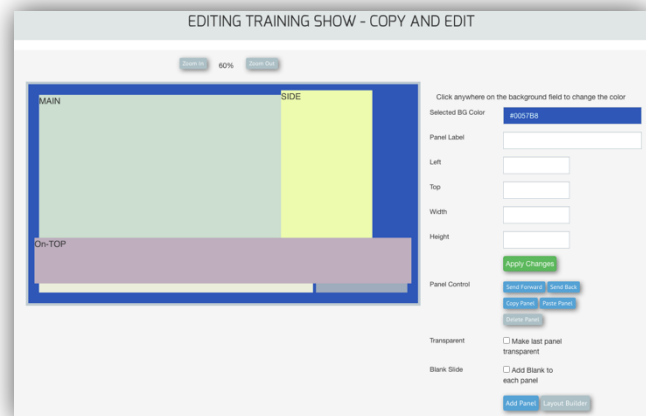 EDITING TRAINING SHOW - COPY AND EDIT
Zoom In 60% Zoom Out
MAIN
SIDE
On-TOP
Click anywhere on the background field to change the color
Selected BG Color #0057B8
Panel Label
Left
Top
Width
Height
Apply Changes
Panel Control Send Forward Send Back
Copy Panel Paste Panel
Delete Panel
Transparent Make last panel
transparent
Blank Slide Add Blank to
each panel
Add Panel Layout Builder